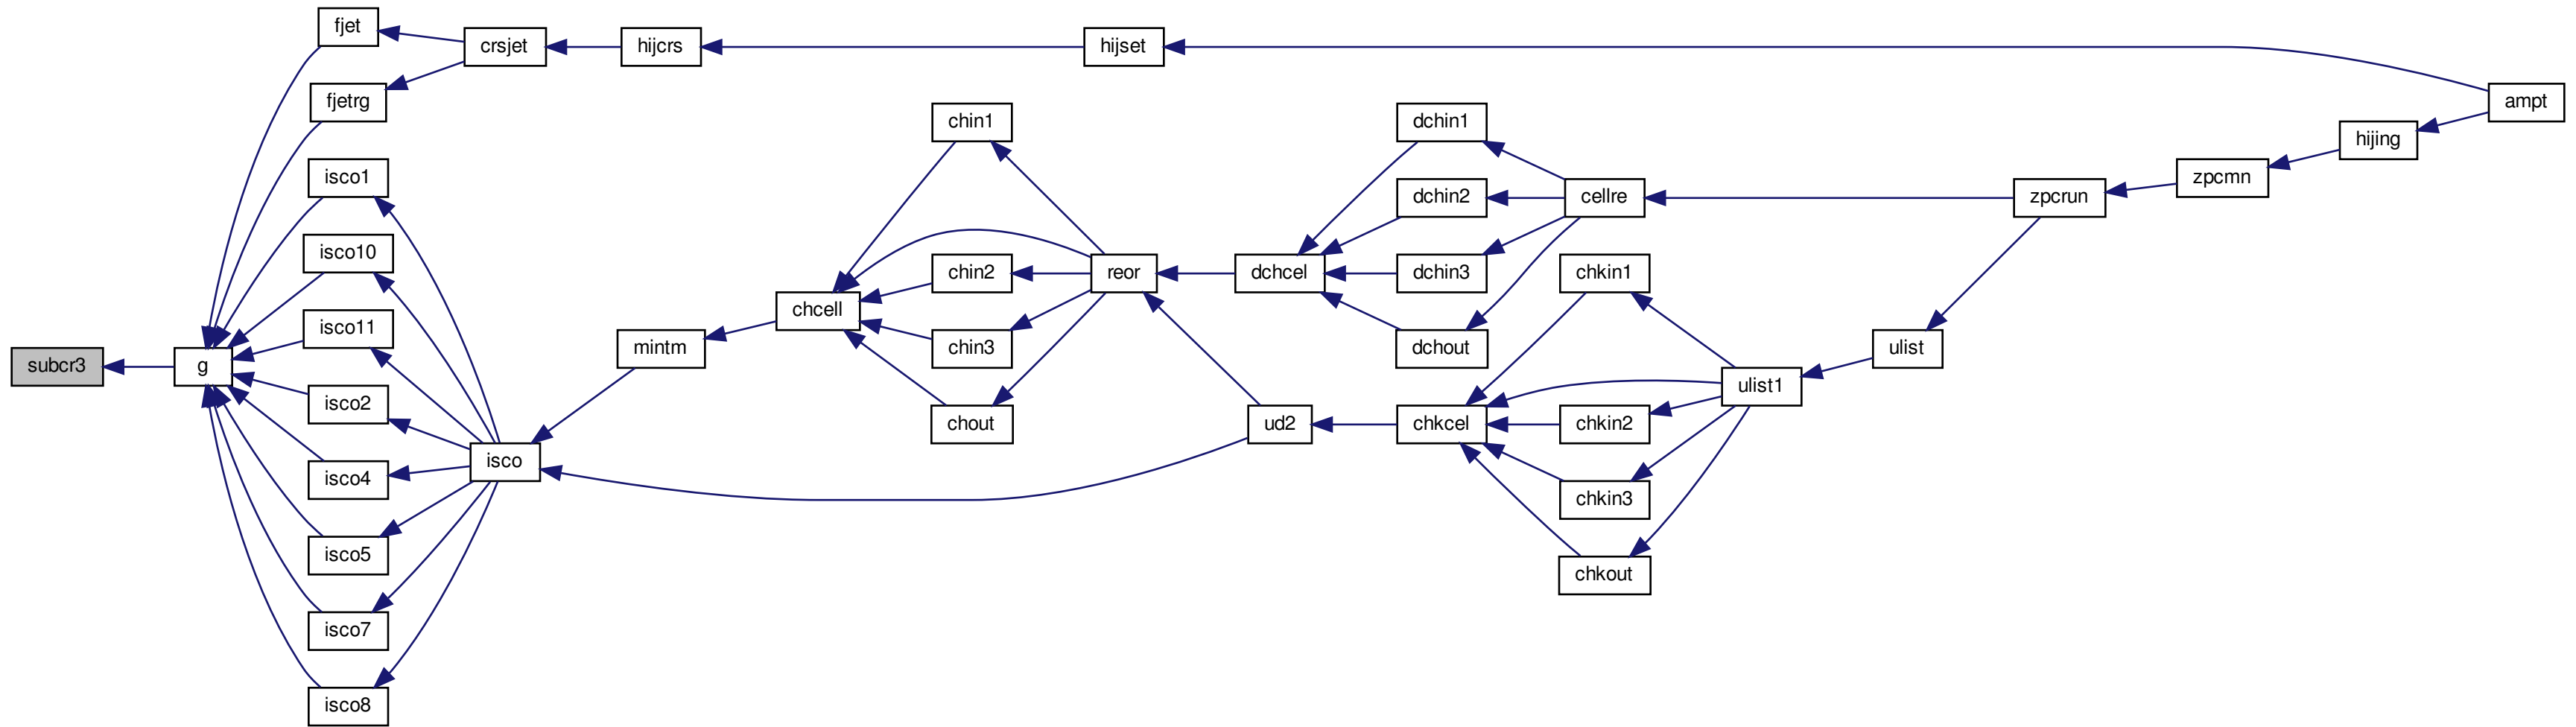 subcr3
g
fjet
fjetrg
isco1
isco10
isco11
isco2
isco4
isco5
isco7
isco8
crsjet
isco
hijcrs
mintm
chcell
chin1
chin2
chin3
chout
hijset
reor
dchcel
ud2
dchin1
dchin2
dchin3
dchout
chkcel
cellre
chkin1
chkin2
chkin3
chkout
ulist1
ulist
zpcrun
zpcmn
hijing
ampt